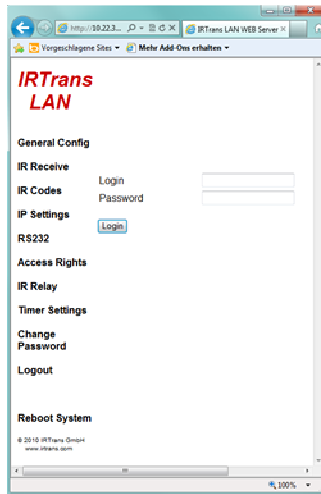 http://10.22.3...
IRTrans LAN WEB Server
Vorgeschlagene Sites
Mehr Add-Ons erhalten
IRTrans
LAN
General Config
IR Receive
Login
IR Codes
Password
IP Settings
Login
RS232
Access Rights
IR Relay
Timer Settings
Change
Password
Logout
Reboot System
© 2010 IRTrans GmbH
www.irtrans.com
100%